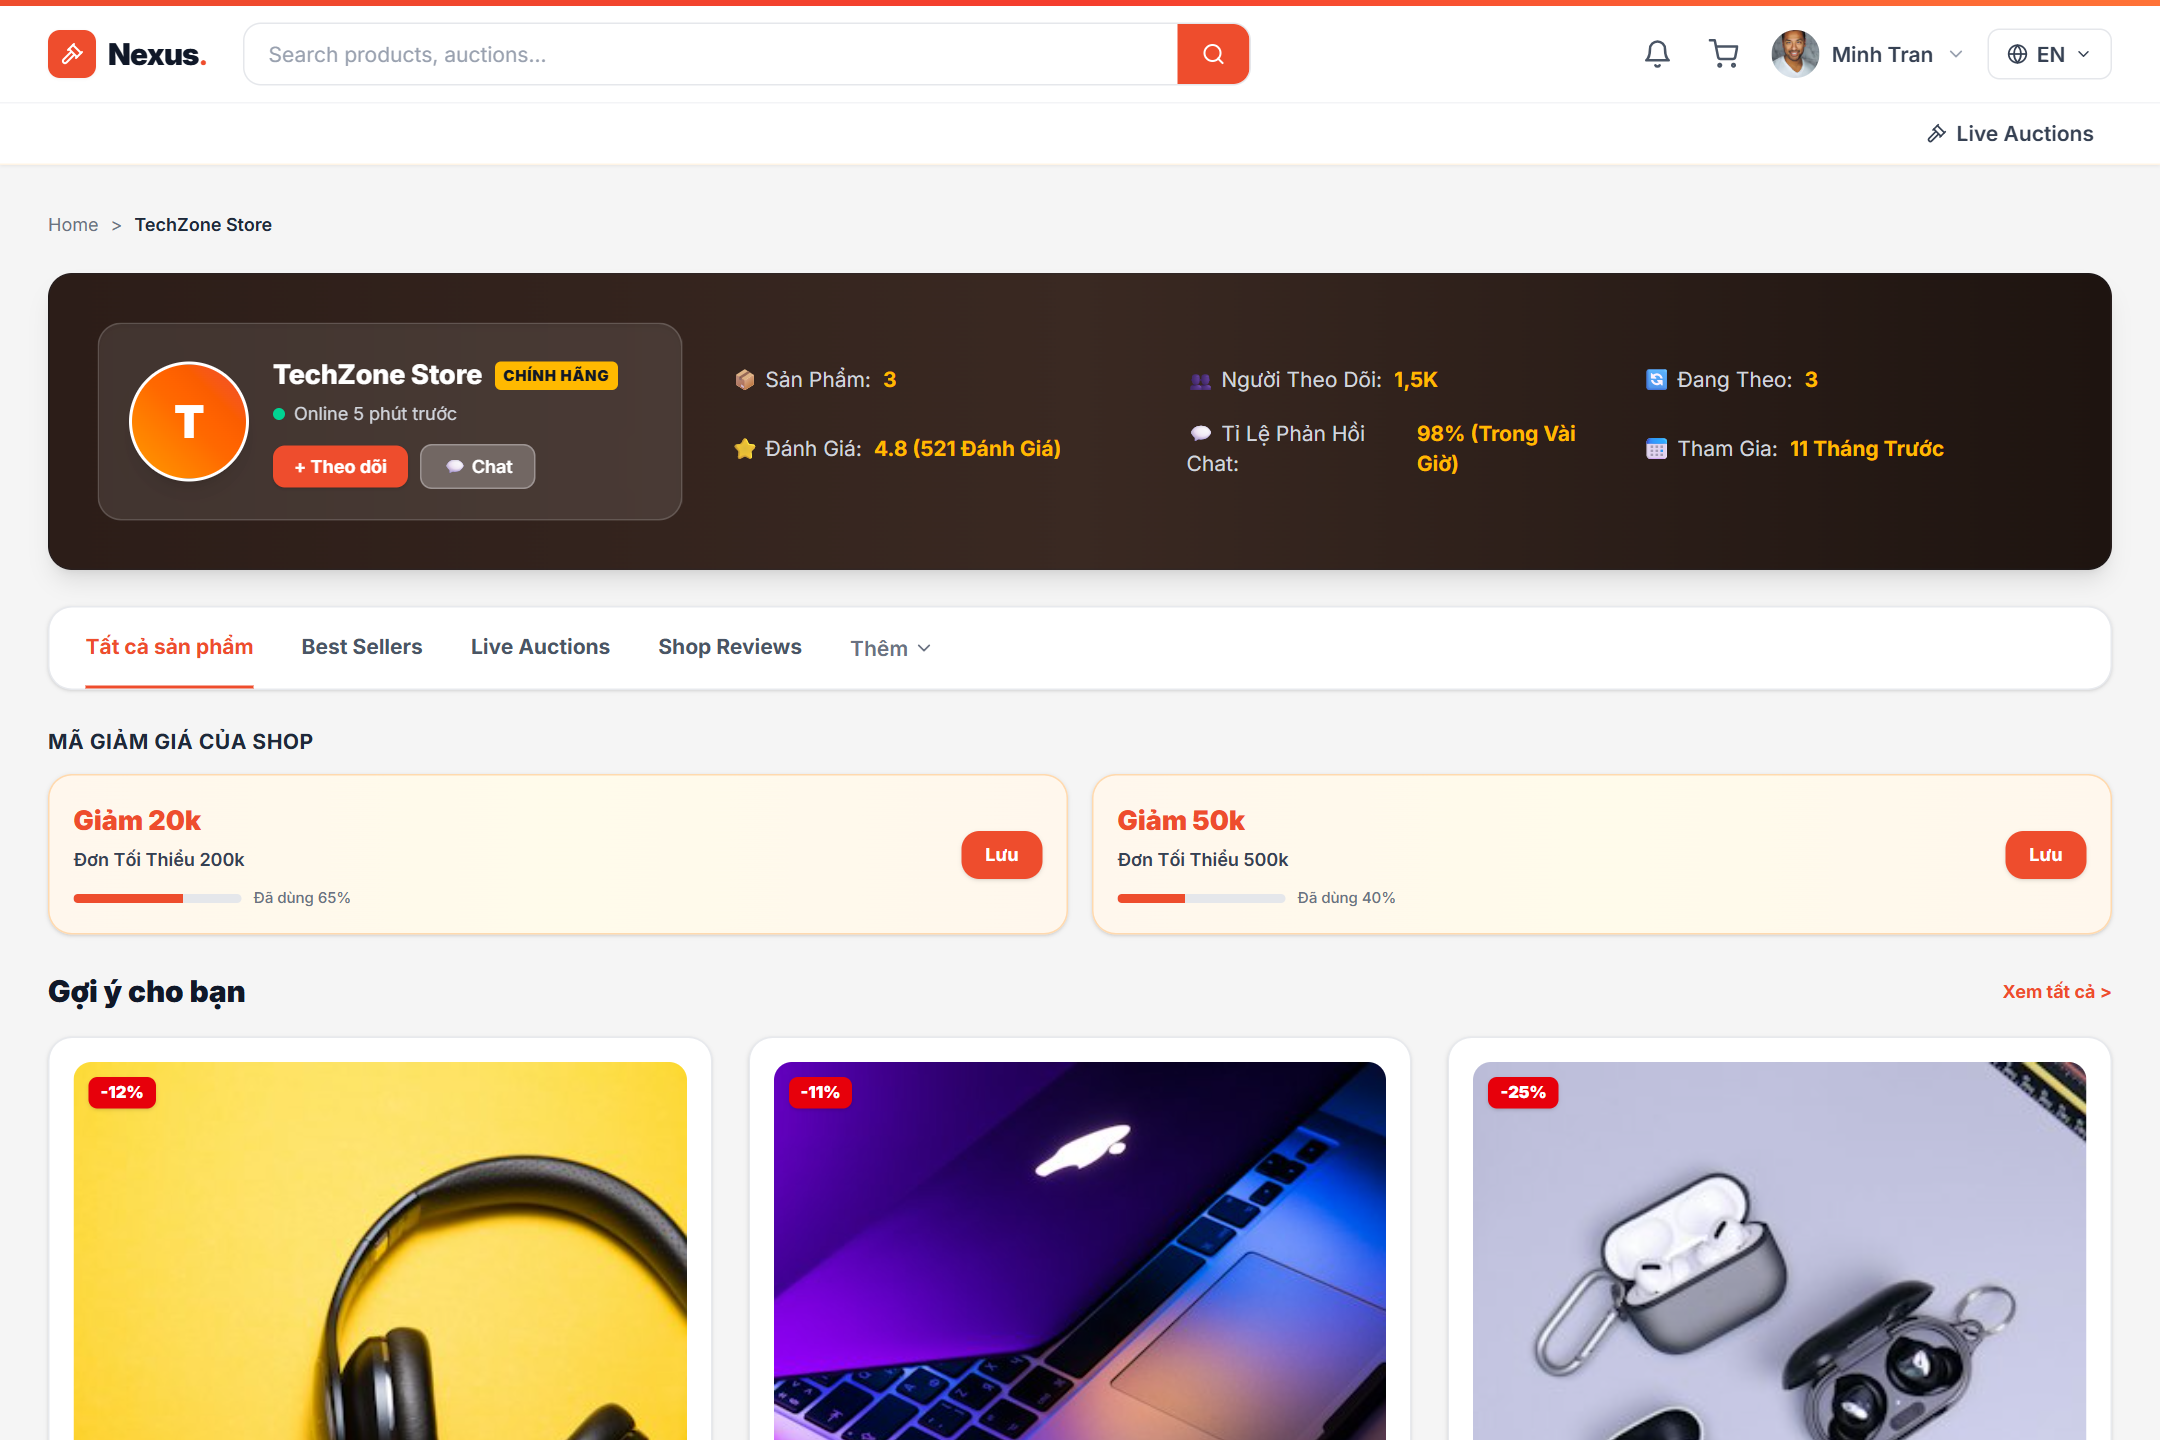 Nexus.
Search products, auctions...
Minh Tran
EN
Live Auctions
Home > TechZone Store
T
TechZone Store CHÍNH HÃNG
Online 5 phút trước
+ Theo dõi
Chat
Sản Phẩm: 3
Người Theo Dõi: 1,5K
Đang Theo: 3
Đánh Giá: 4.8 (521 Đánh Giá)
Tỉ Lệ Phản Hồi
Chat:
98% (Trong Vài
Giờ)
Tham Gia: 11 Tháng Trước
Tất cả sản phẩm
Best Sellers
Live Auctions
Shop Reviews
Thêm
MÃ GIẢM GIÁ CỦA SHOP
Giảm 20k
Đơn Tối Thiểu 200k
Đã dùng 65%
Lưu
Giảm 50k
Đơn Tối Thiểu 500k
Đã dùng 40%
Lưu
Gợi ý cho bạn
Xem tất cả >
-12%
-11%
-25%